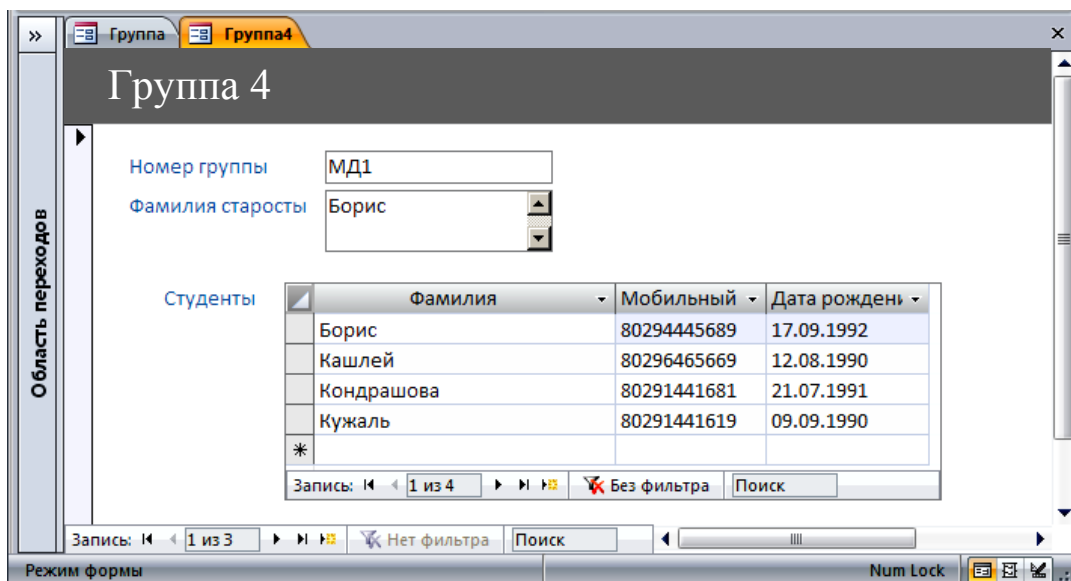 » Группа Группа4 ×
Группа 4
Номер группы МД1
Фамилия старосты Борис
Область переходов
Студенты Фамилия Мобильный Дата рождени
Борис 80294445689 17.09.1992
Кашлей 80296465669 12.08.1990
Кондрашова 80291441681 21.07.1991
Кужаль 80291441619 09.09.1990
Запись: 1 из 4 Без фильтра Поиск
Запись: 1 из 3 Нет фильтра Поиск
Режим формы Num Lock